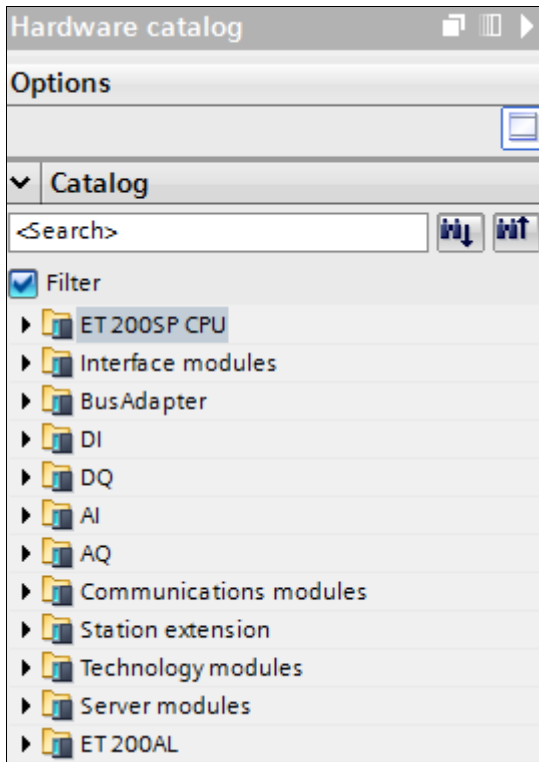 Hardware catalog
Options
Catalog
<Search>
Filter
ET 200SP CPU
Interface modules
BusAdapter
DI
DQ
AI
AQ
Communications modules
Station extension
Technology modules
Server modules
ET 200AL